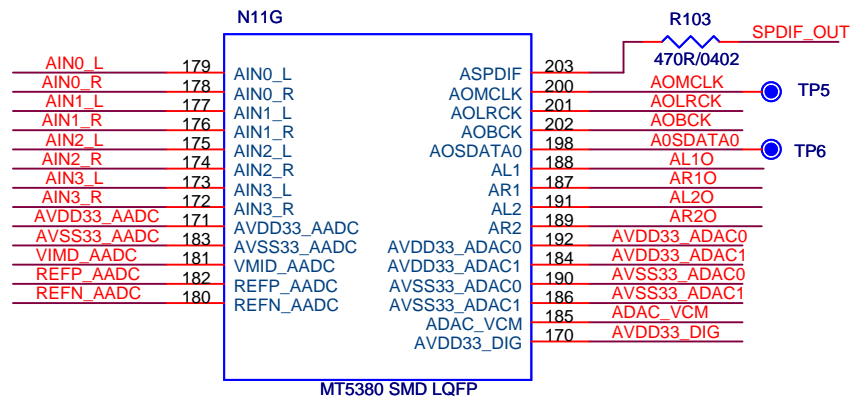 N11G
R103
SPDIF_OUT
470R/0402
AIN0_L 179 AIN0_L ASPDIF 203
AIN0_R 178 AIN0_R AOMCLK 200 AOMCLK TP5
AIN1_L 177 AIN1_L AOLRCK 201 AOLRCK
AIN1_R 176 AIN1_R AOBCK 202 AOBCK
AIN2_L 175 AIN2_L AOSDATA0 198 A0SDATA0 TP6
AIN2_R 174 AIN2_R AL1 188 AL1O
AIN3_L 173 AIN3_L AR1 187 AR1O
AIN3_R 172 AIN3_R AL2 191 AL2O
AVDD33_AADC 171 AVDD33_AADC AR2 189 AR2O
AVSS33_AADC 183 AVSS33_AADC AVDD33_ADAC0 192 AVDD33_ADAC0
VIMD_AADC 181 VMID_AADC AVDD33_ADAC1 184 AVDD33_ADAC1
REFP_AADC 182 REFP_AADC AVSS33_ADAC0 190 AVSS33_ADAC0
REFN_AADC 180 REFN_AADC AVSS33_ADAC1 186 AVSS33_ADAC1
ADAC_VCM 185 ADAC_VCM
AVDD33_DIG 170 AVDD33_DIG
MT5380 SMD LQFP